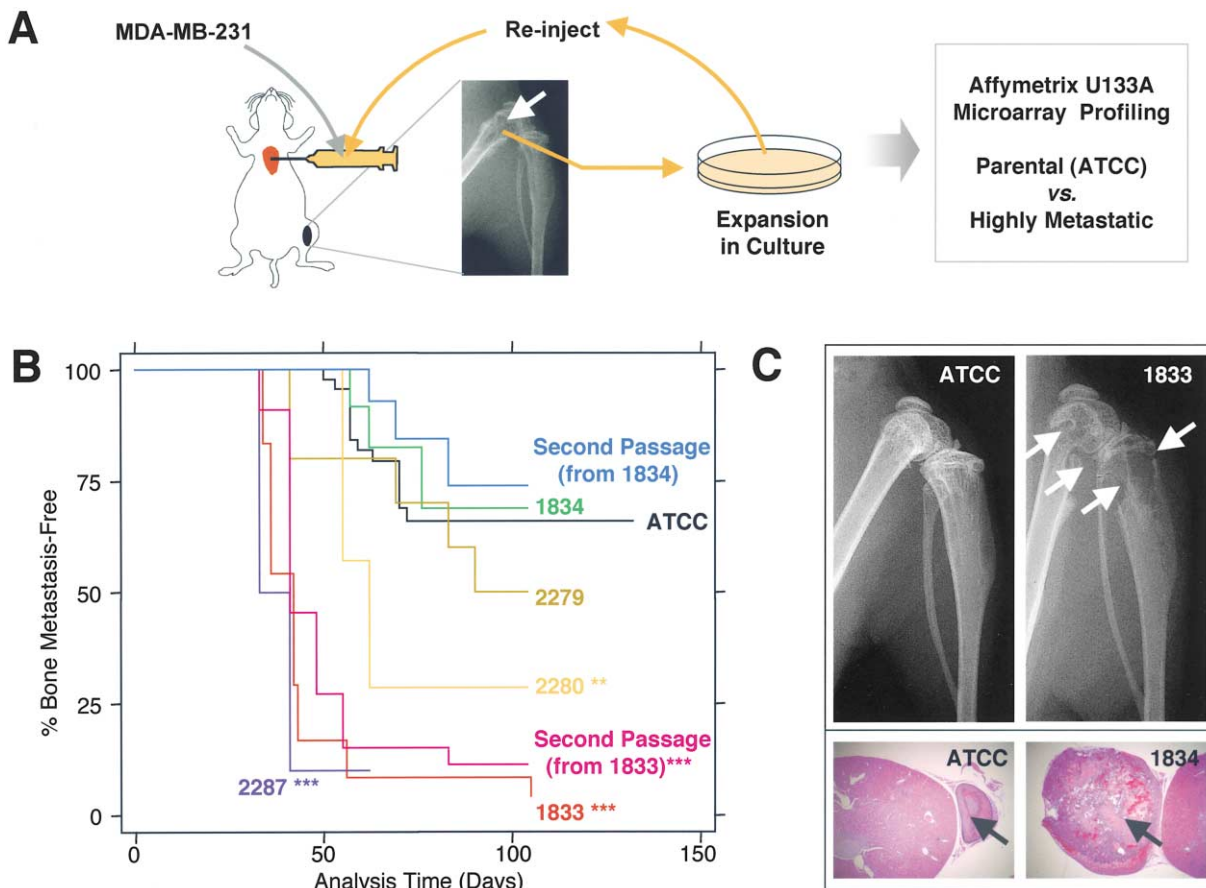 A
MDA-MB-231
Re-inject
Expansion
in Culture
Affymetrix U133A
Microarray Profiling
Parental (ATCC)
vs.
Highly Metastatic
B
% Bone Metastasis-Free
100
75
50
25
0
Second Passage
(from 1834)
1834
ATCC
2279
2280 **
Second Passage
(from 1833)***
2287 ***
1833 ***
0
50
100
150
Analysis Time (Days)
C
ATCC
1833
ATCC
1834